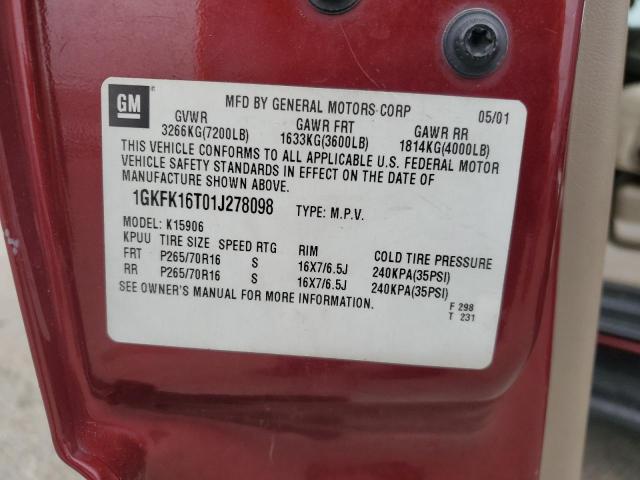 GM
MFD BY GENERAL MOTORS CORP 05/01
GVWR GAWR FRT GAWR RR
3266KG(7200LB) 1633KG(3600LB) 1814KG(4000LB)
THIS VEHICLE CONFORMS TO ALL APPLICABLE U.S. FEDERAL MOTOR
VEHICLE SAFETY STANDARDS IN EFFECT ON THE DATE OF
MANUFACTURE SHOWN ABOVE.
1GKFK16T01J278098 TYPE: M.P.V.
MODEL: K15906
KPUU TIRE SIZE SPEED RTG RIM COLD TIRE PRESSURE
FRT P265/70R16 S 16X7/6.5J 240KPA(35PSI)
RR P265/70R16 S 16X7/6.5J 240KPA(35PSI)
SEE OWNER'S MANUAL FOR MORE INFORMATION.
F 298
T 231